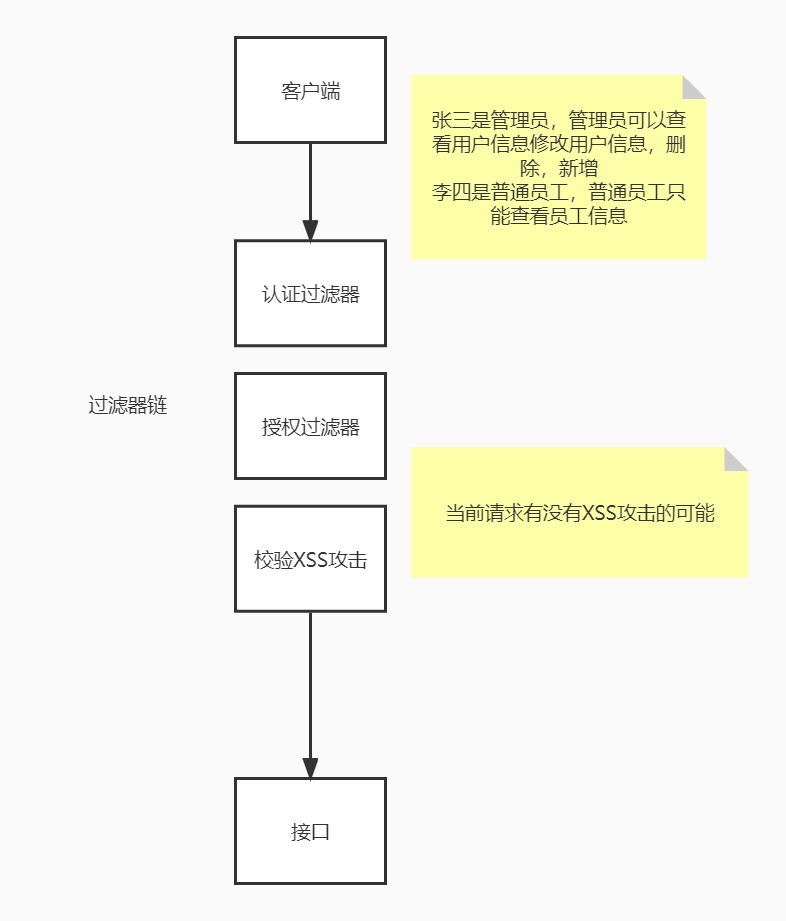 客户端
张三是管理员，管理员可以查
看用户信息修改用户信息，删
除，新增
李四是普通员工，普通员工只
能查看员工信息
认证过滤器
过滤器链
授权过滤器
当前请求有没有XSS攻击的可能
校验XSS攻击
接口